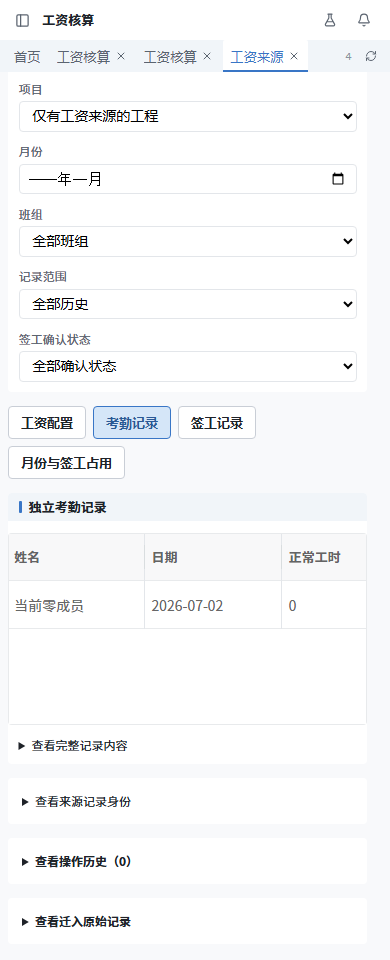 工资核算
首页 工资核算 × 工资核算 × 工资来源 × 4
项目
仅有工资来源的工程
月份
----年--月
班组
全部班组
记录范围
全部历史
签工确认状态
全部确认状态
工资配置 考勤记录 签工记录
月份与签工占用
独立考勤记录
姓名 日期 正常工时
当前零成员 2026-07-02 0
▶ 查看完整记录内容
▶ 查看来源记录身份
▶ 查看操作历史（0）
▶ 查看迁入原始记录